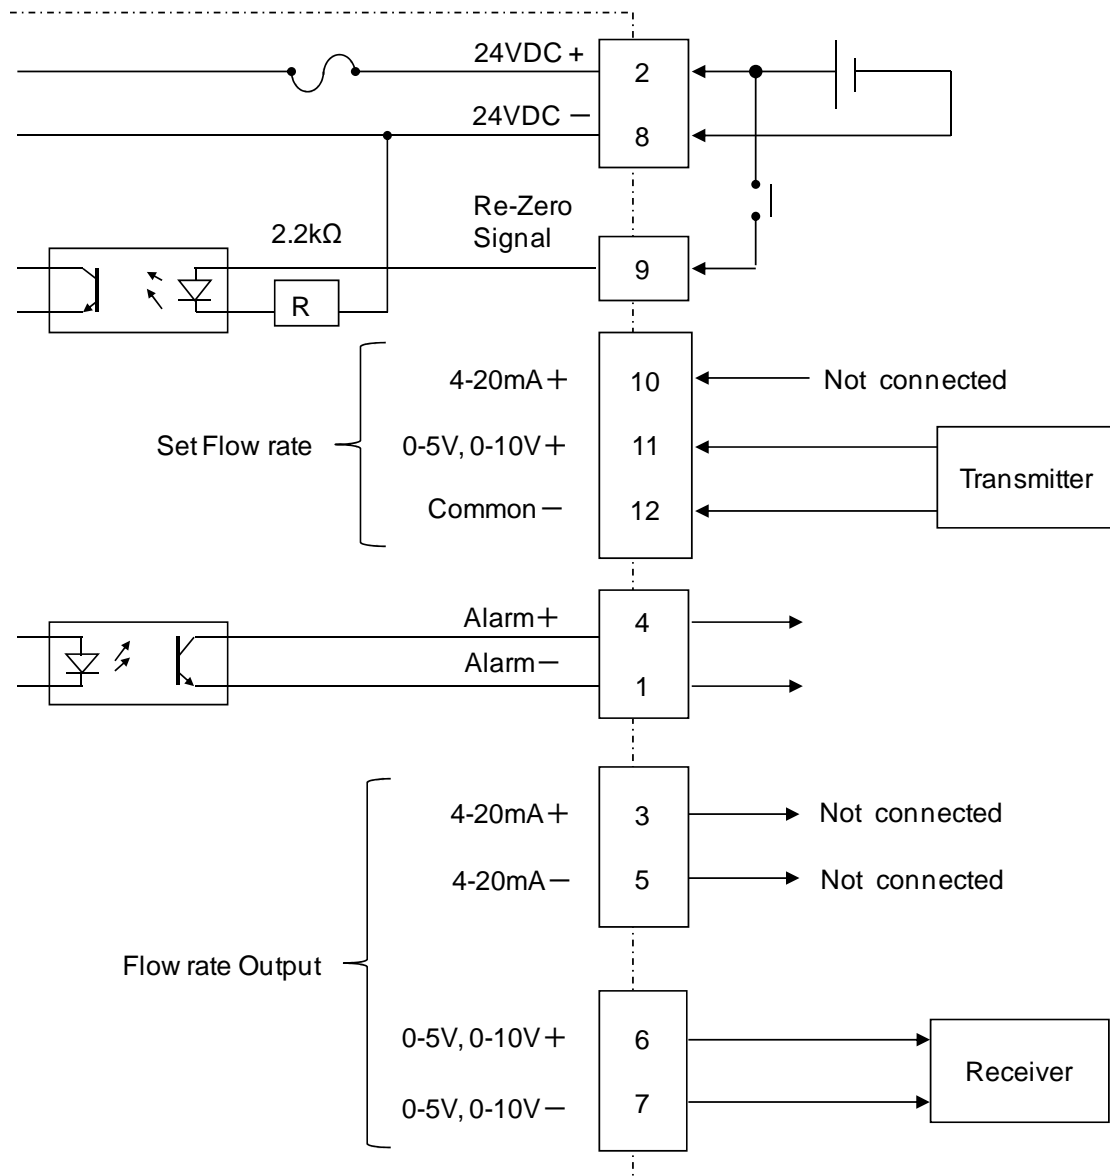 24VDC +
2
24VDC −
8
Re-Zero
Signal
2.2kΩ
9
R
4-20mA+
10
Not connected
Set Flow rate
0-5V, 0-10V+
11
Transmitter
Common−
12
Alarm+
4
Alarm−
1
4-20mA+
3
Not connected
4-20mA−
5
Not connected
Flow rate Output
0-5V, 0-10V+
6
Receiver
0-5V, 0-10V−
7